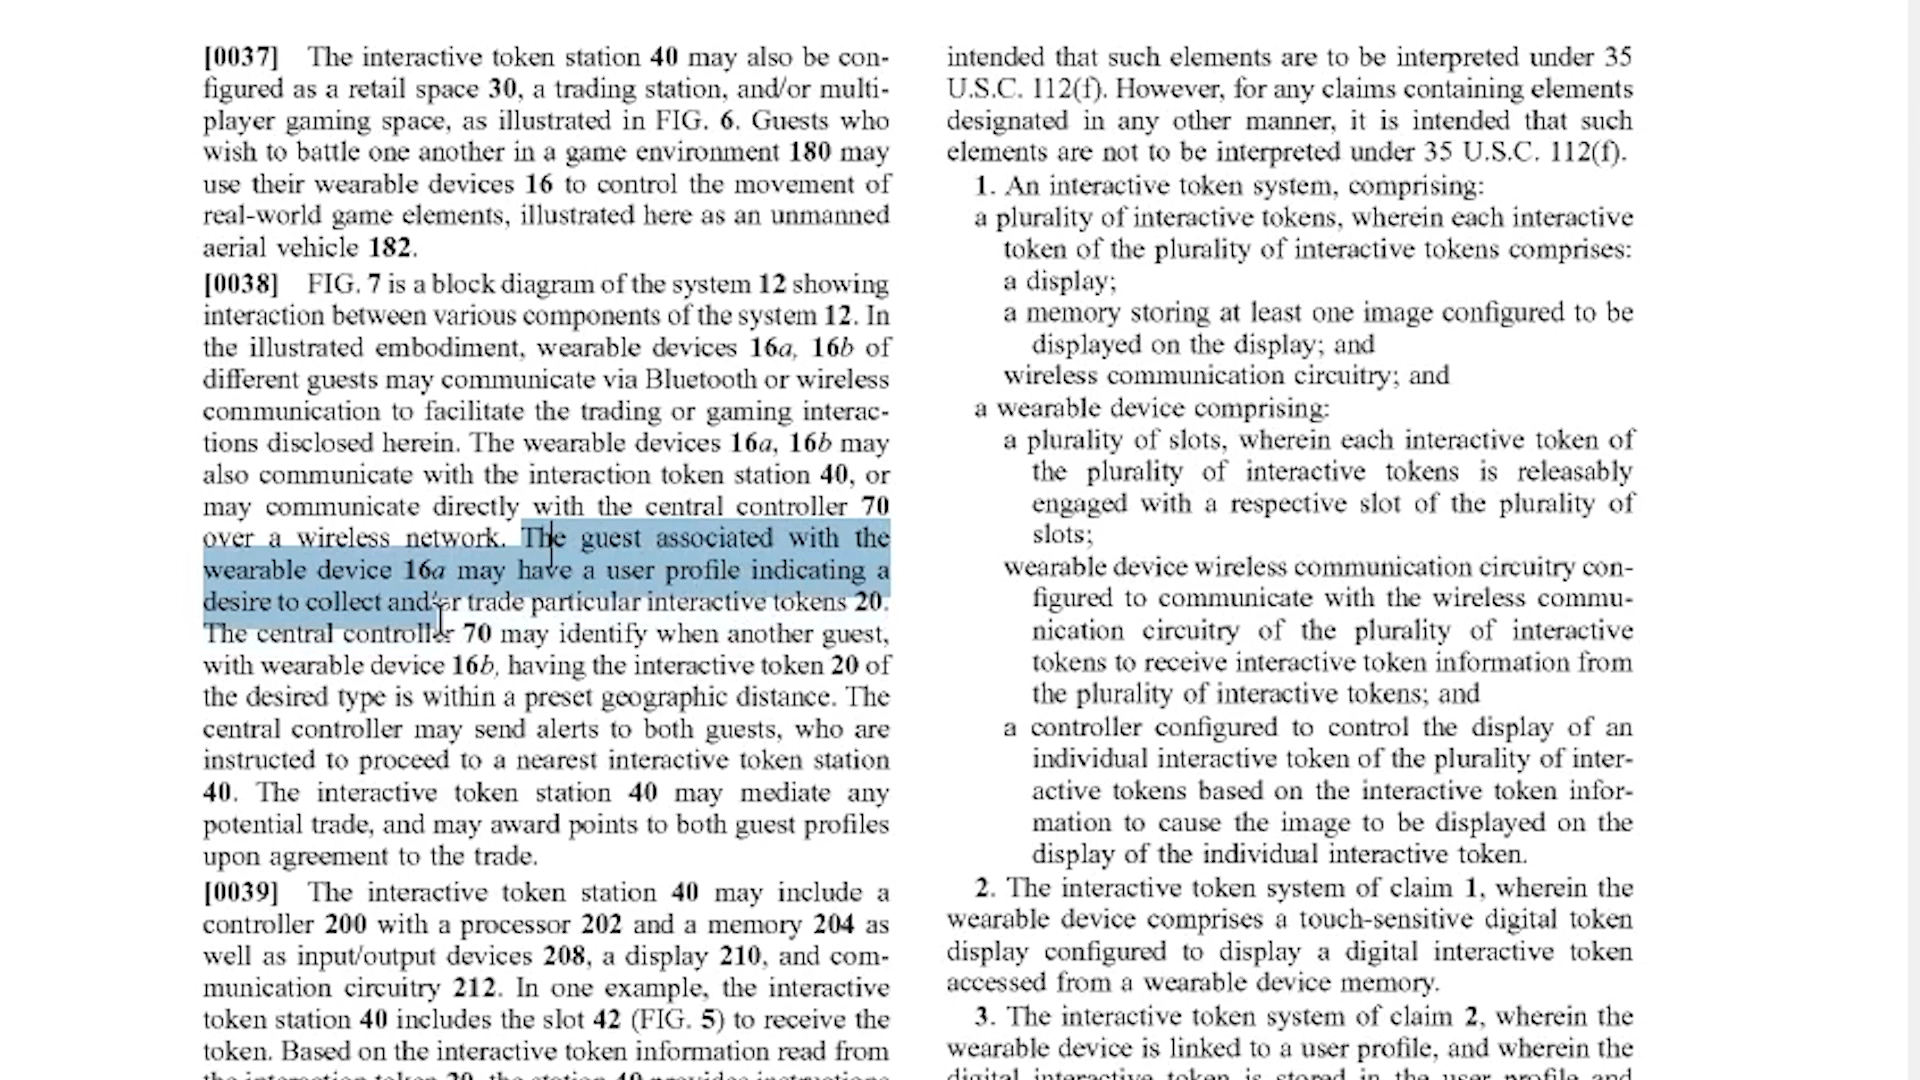 [0037] The interactive token station 40 may also be con-
figured as a retail space 30, a trading station, and/or multi-
player gaming space, as illustrated in FIG. 6. Guests who
wish to battle one another in a game environment 180 may
use their wearable devices 16 to control the movement of
real-world game elements, illustrated here as an unmanned
aerial vehicle 182.
[0038] FIG. 7 is a block diagram of the system 12 showing
interaction between various components of the system 12. In
the illustrated embodiment, wearable devices 16a, 16b of
different guests may communicate via Bluetooth or wireless
communication to facilitate the trading or gaming interac-
tions disclosed herein. The wearable devices 16a, 16b may
also communicate with the interaction token station 40, or
may communicate directly with the central controller 70
over a wireless network. The guest associated with the
wearable device 16a may have a user profile indicating a
desire to collect and/or trade particular interactive tokens 20.
The central controller 70 may identify when another guest,
with wearable device 16b, having the interactive token 20 of
the desired type is within a preset geographic distance. The
central controller may send alerts to both guests, who are
instructed to proceed to a nearest interactive token station
40. The interactive token station 40 may mediate any
potential trade, and may award points to both guest profiles
upon agreement to the trade.
[0039] The interactive token station 40 may include a
controller 200 with a processor 202 and a memory 204 as
well as input/output devices 208, a display 210, and com-
munication circuitry 212. In one example, the interactive
token station 40 includes the slot 42 (FIG. 5) to receive the
token. Based on the interactive token information read from
the interaction token 20, the station 40 provides instructions
intended that such elements are to be interpreted under 35
U.S.C. 112(f). However, for any claims containing elements
designated in any other manner, it is intended that such
elements are not to be interpreted under 35 U.S.C. 112(f).
1. An interactive token system, comprising:
a plurality of interactive tokens, wherein each interactive
token of the plurality of interactive tokens comprises:
a display;
a memory storing at least one image configured to be
displayed on the display; and
wireless communication circuitry; and
a wearable device comprising:
a plurality of slots, wherein each interactive token of
the plurality of interactive tokens is releasably
engaged with a respective slot of the plurality of
slots;
wearable device wireless communication circuitry con-
figured to communicate with the wireless commu-
nication circuitry of the plurality of interactive
tokens to receive interactive token information from
the plurality of interactive tokens; and
a controller configured to control the display of an
individual interactive token of the plurality of inter-
active tokens based on the interactive token infor-
mation to cause the image to be displayed on the
display of the individual interactive token.
2. The interactive token system of claim 1, wherein the
wearable device comprises a touch-sensitive digital token
display configured to display a digital interactive token
accessed from a wearable device memory.
3. The interactive token system of claim 2, wherein the
wearable device is linked to a user profile, and wherein the
digital interactive token is stored in the user profile and